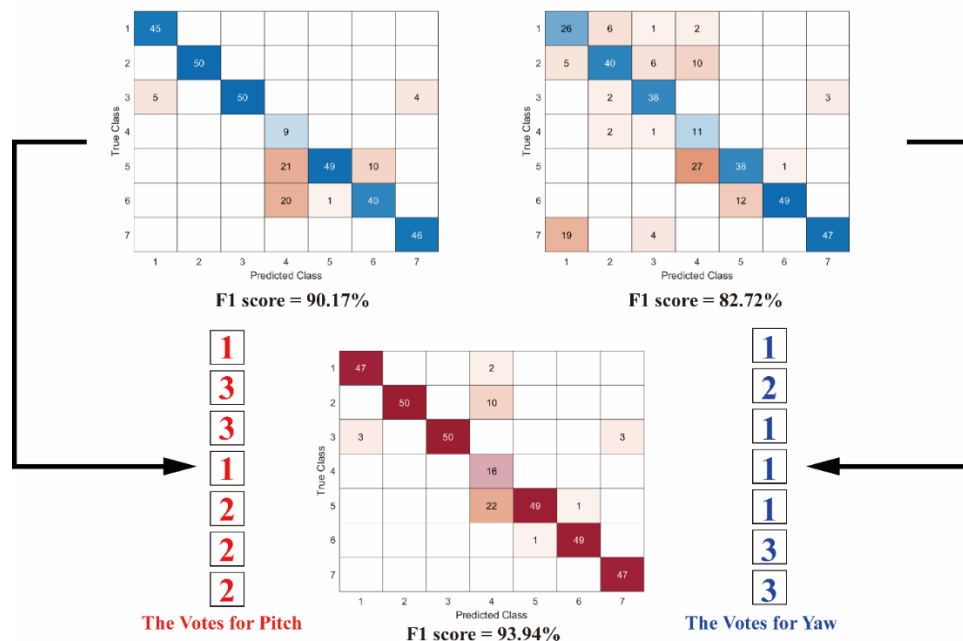 1 45
2 50
3 5 50 4
4 9
5 21 49 10
6 20 1 40
7 46
1 2 3 4 5 6 7
True Class
Predicted Class
F1 score = 90.17%
1 26 6 1 2
2 5 40 6 10
3 2 38 3
4 2 1 11
5 27 38 1
6 12 49
7 19 4 47
1 2 3 4 5 6 7
True Class
Predicted Class
F1 score = 82.72%
1
3
3
1
2
2
2
The Votes for Pitch
1 47 2
2 50 10
3 3 50 3
4 16
5 22 49 1
6 1 49
7 47
1 2 3 4 5 6 7
True Class
Predicted Class
F1 score = 93.94%
1
2
1
1
1
3
3
The Votes for Yaw